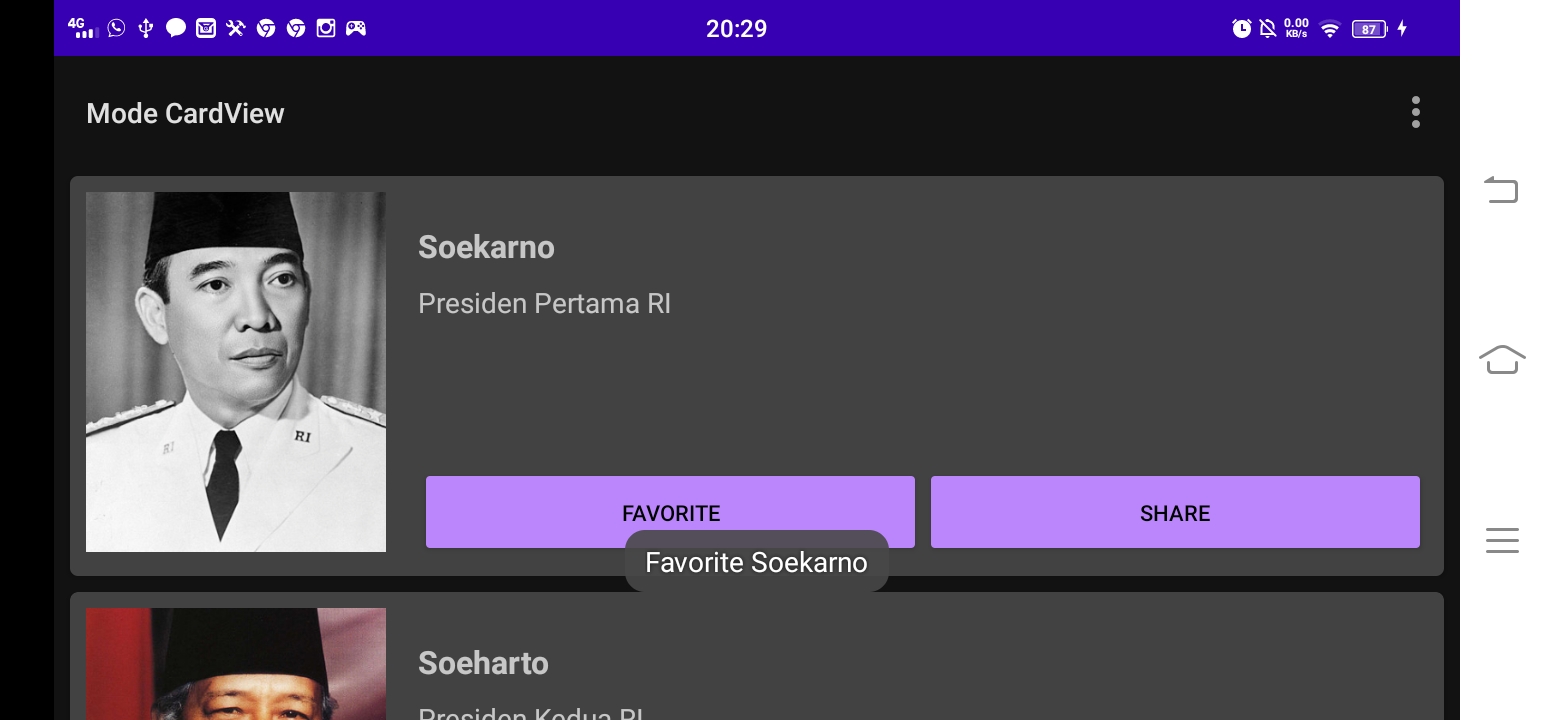 4G 20:29 0.00 KB/s 87
Mode CardView
Soekarno
Presiden Pertama RI
RI RI
FAVORITE SHARE
Favorite Soekarno
Soeharto
Presiden Kedua RI